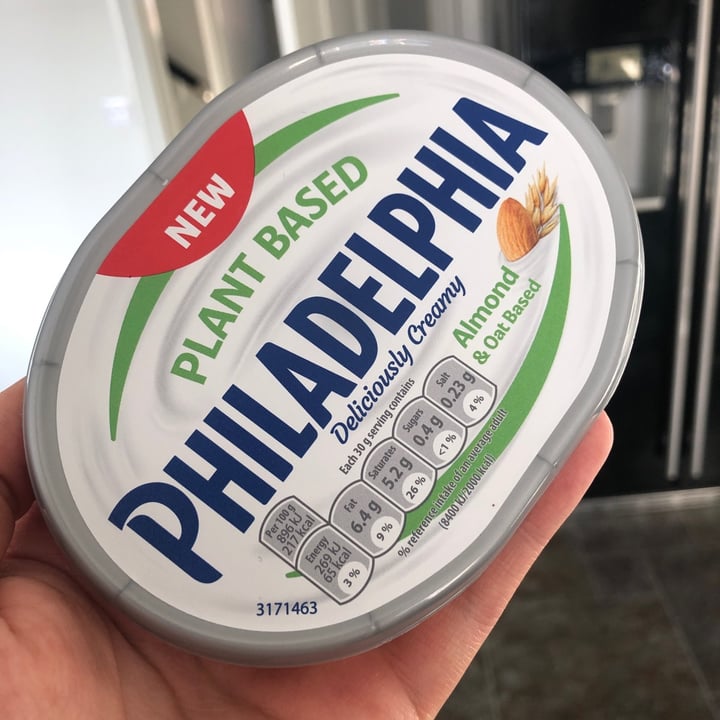 NEW
PLANT BASED
PHILADELPHIA
Deliciously Creamy
Almond
& Oat Based
Each 30 g serving contains
Per 100 g
896 kJ
217 kcal
Energy
269 kJ
65 kcal
3 %
Fat
6.4 g
9 %
Saturates
5.2 g
26 %
Sugars
0.4 g
<1 %
Salt
0.23 g
4 %
% reference intake of an average adult
(8400 kJ/2000 kcal)
3171463